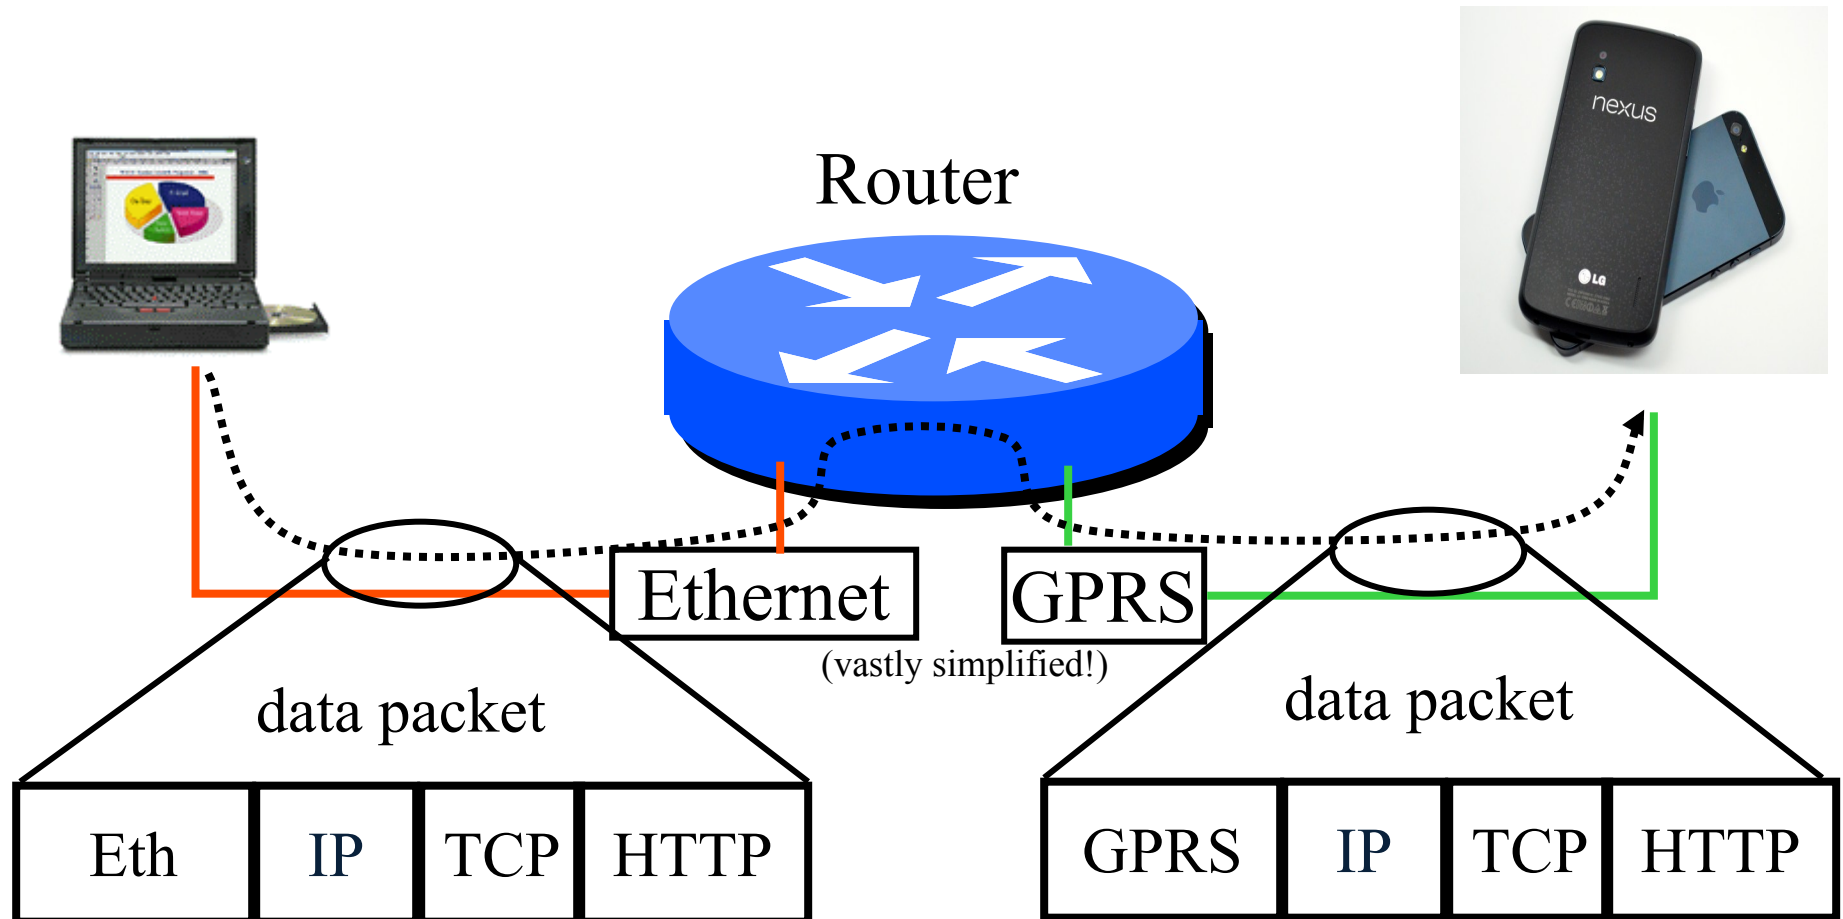 nexus
LG
Router
Ethernet
GPRS
(vastly simplified!)
data packet
data packet
Eth IP TCP HTTP
GPRS IP TCP HTTP